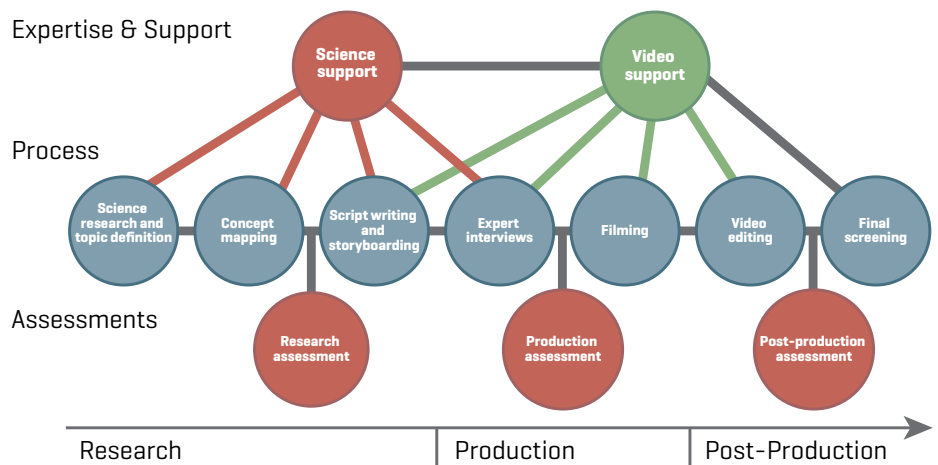 Expertise & Support
Science
support
Video
support
Process
Science
research and
topic definition
Concept
mapping
Script writing
and
storyboarding
Expert
interviews
Filming
Video
editing
Final
screening
Assessments
Research
assessment
Production
assessment
Post-production
assessment
Research
Production
Post-Production